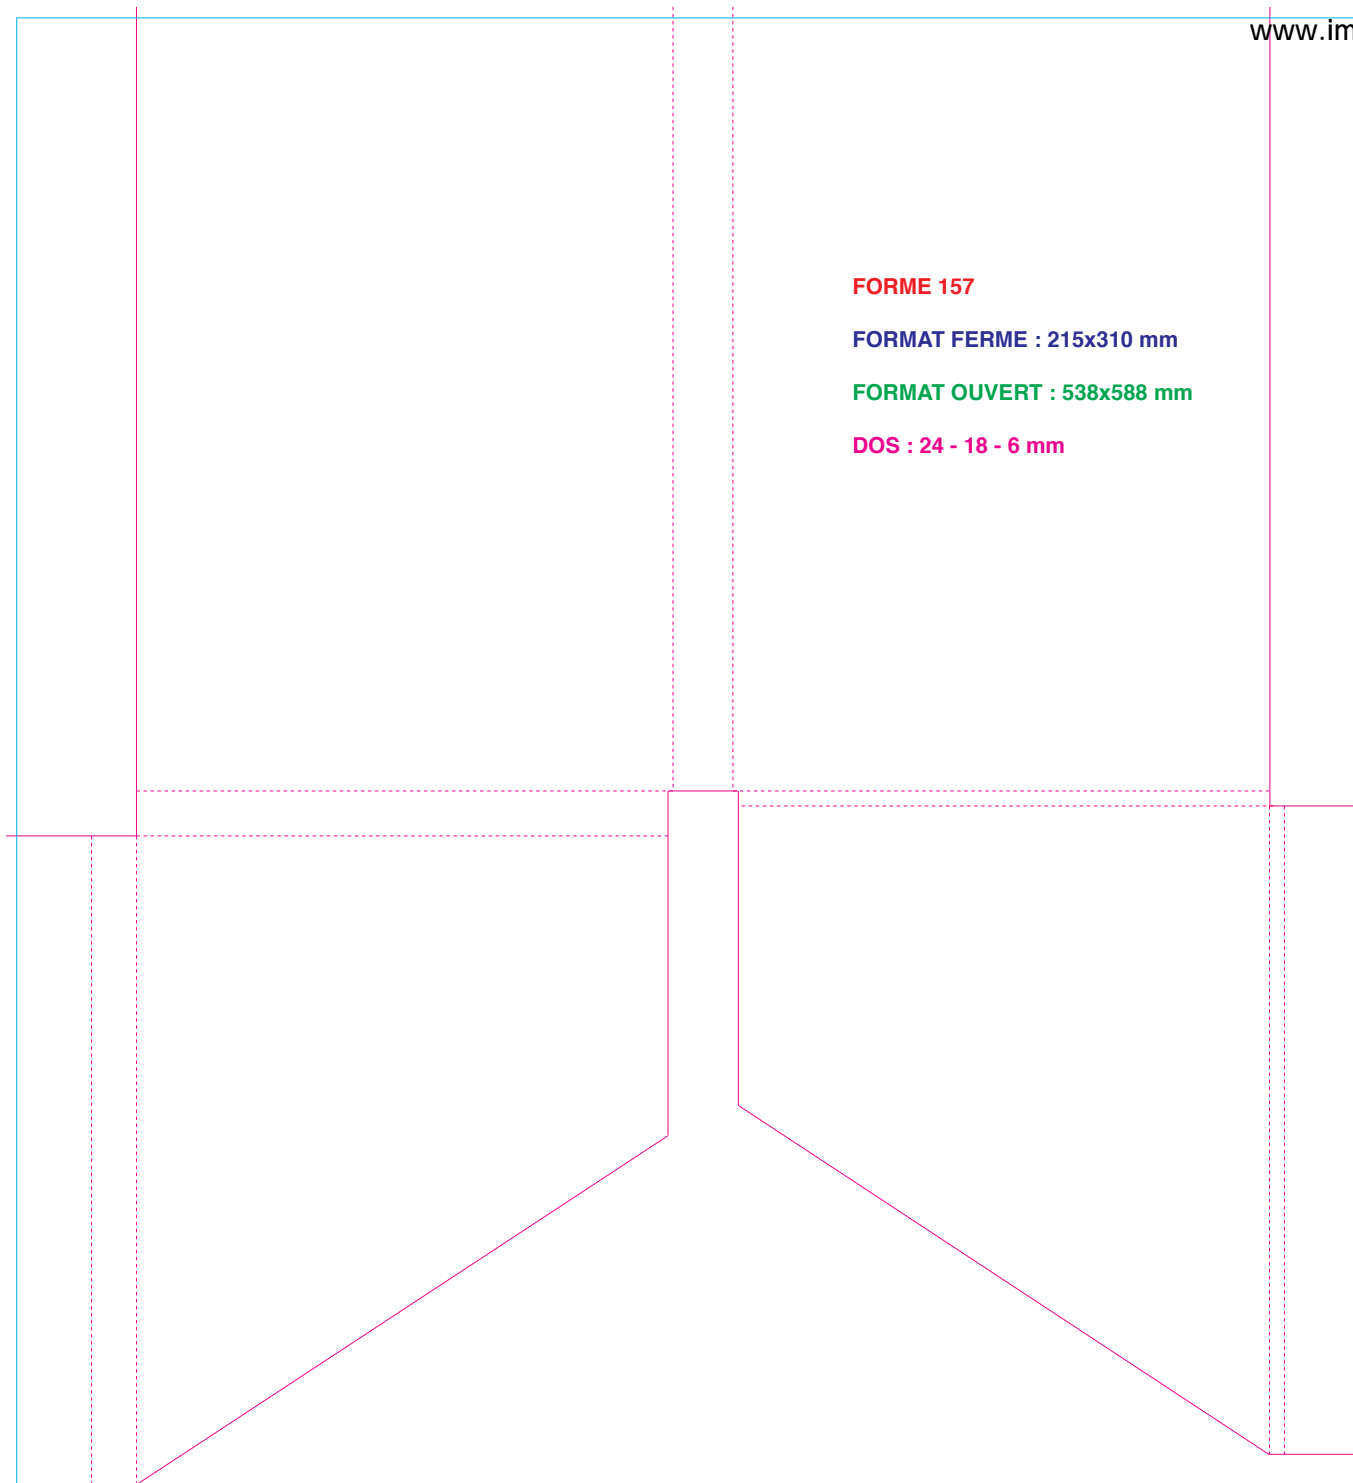 www.im
FORME 157
FORMAT FERME : 215x310 mm
FORMAT OUVERT : 538x588 mm
DOS : 24 - 18 - 6 mm